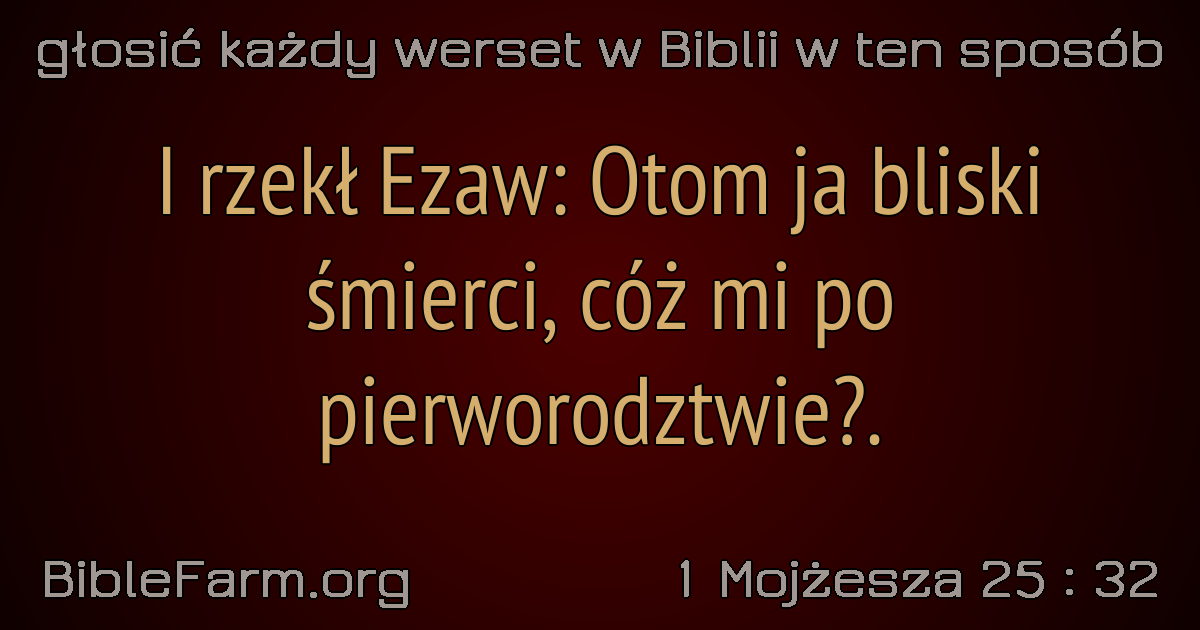 głosić każdy werset w Biblii w ten sposób
I rzekł Ezaw: Otom ja bliski
śmierci, cóż mi po
pierworodztwie?.
BibleFarm.org
1 Mojżesza 25 : 32